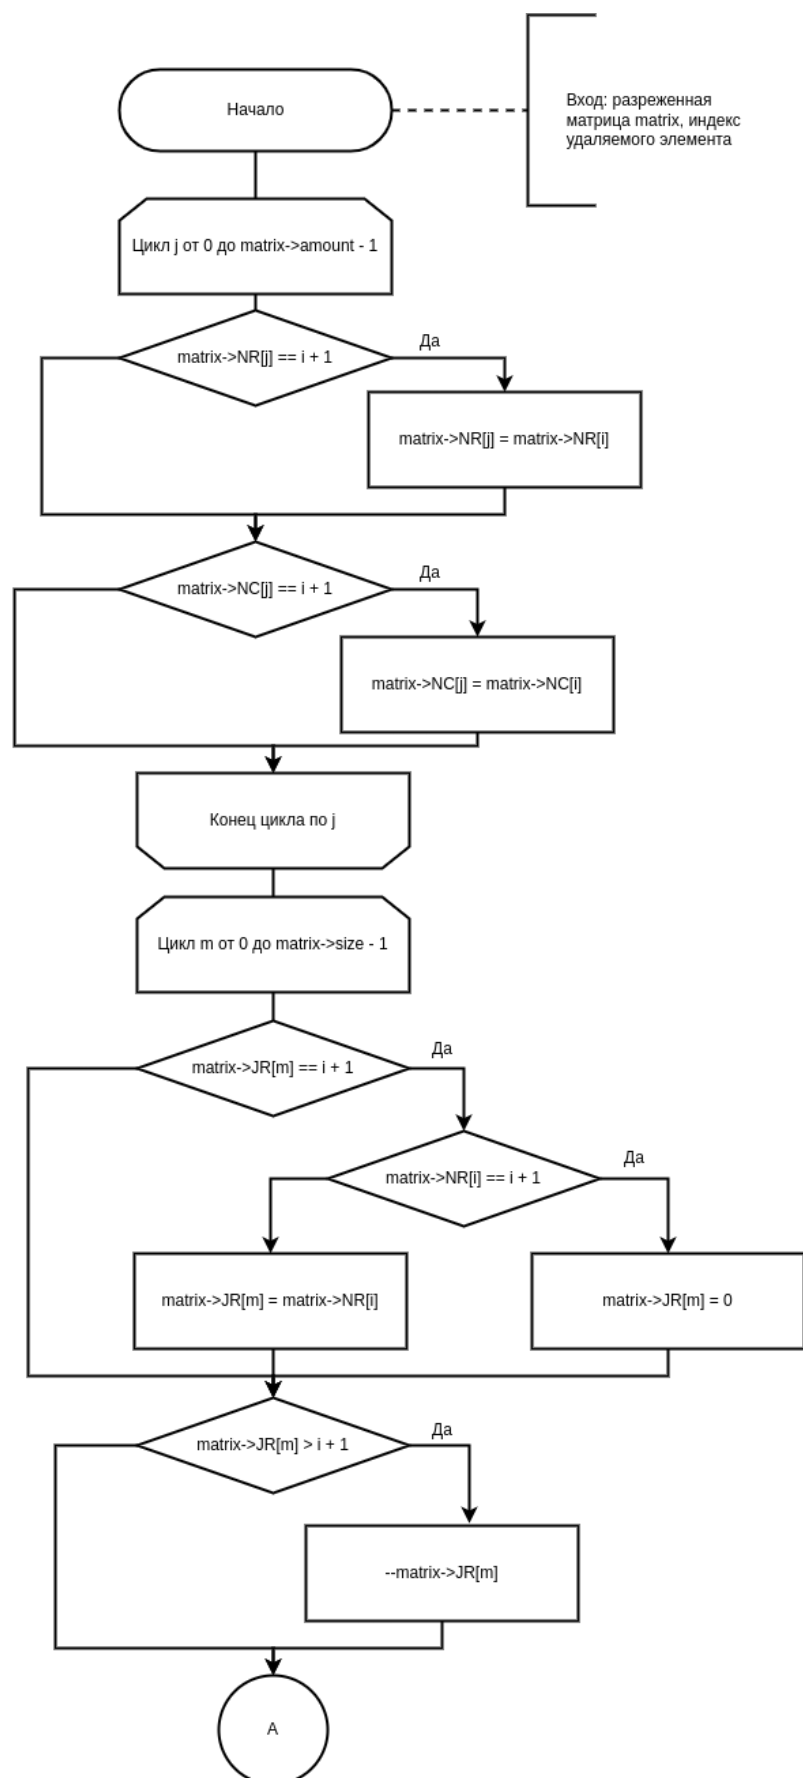 Начало
Вход: разреженная
матрица matrix, индекс
удаляемого элемента
Цикл j от 0 до matrix->amount - 1
matrix->NR[j] == i + 1
Да
matrix->NR[j] = matrix->NR[i]
matrix->NC[j] == i + 1
Да
matrix->NC[j] = matrix->NC[i]
Конец цикла по j
Цикл m от 0 до matrix->size - 1
matrix->JR[m] == i + 1
Да
matrix->NR[i] == i + 1
Да
matrix->JR[m] = matrix->NR[i]
matrix->JR[m] = 0
matrix->JR[m] > i + 1
Да
--matrix->JR[m]
A